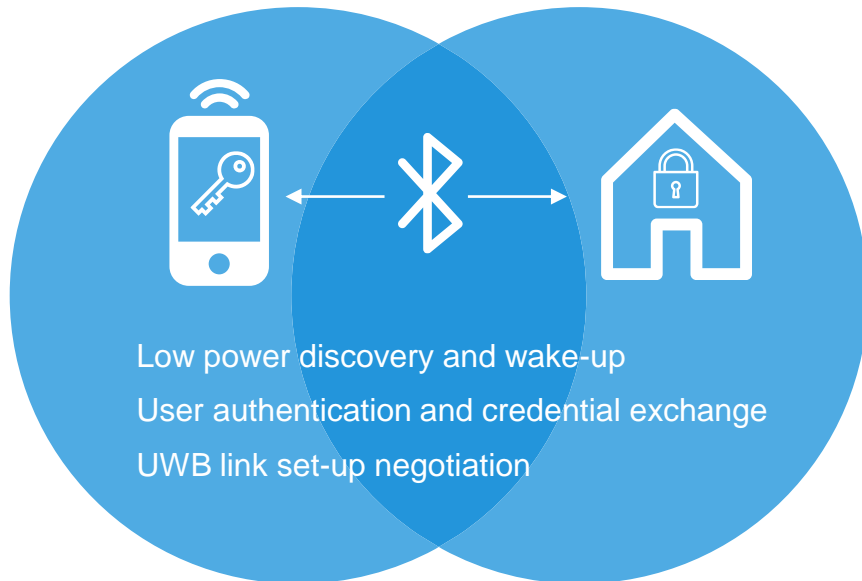 Low power discovery and wake-up
User authentication and credential exchange
UWB link set-up negotiation